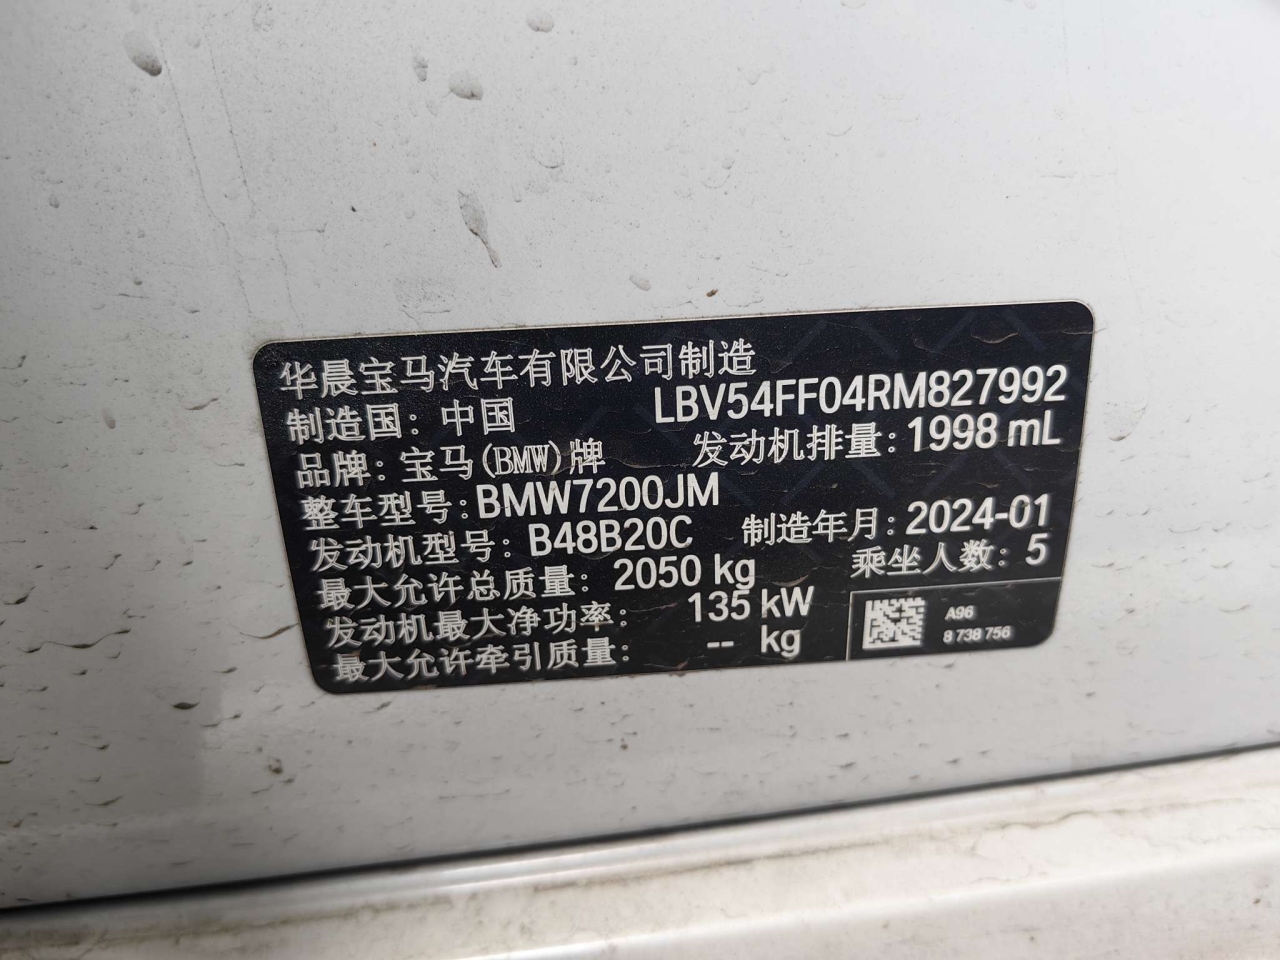 华晨宝马汽车有限公司制造
制造国: 中国 LBV54FF04RM827992
品牌: 宝马(BMW)牌 发动机排量: 1998 mL
整车型号: BMW7200JM
发动机型号: B48B20C 制造年月: 2024-01
最大允许总质量: 2050 kg 乘坐人数: 5
发动机最大净功率: 135 kW
最大允许牵引质量: -- kg
A96
8 738 756